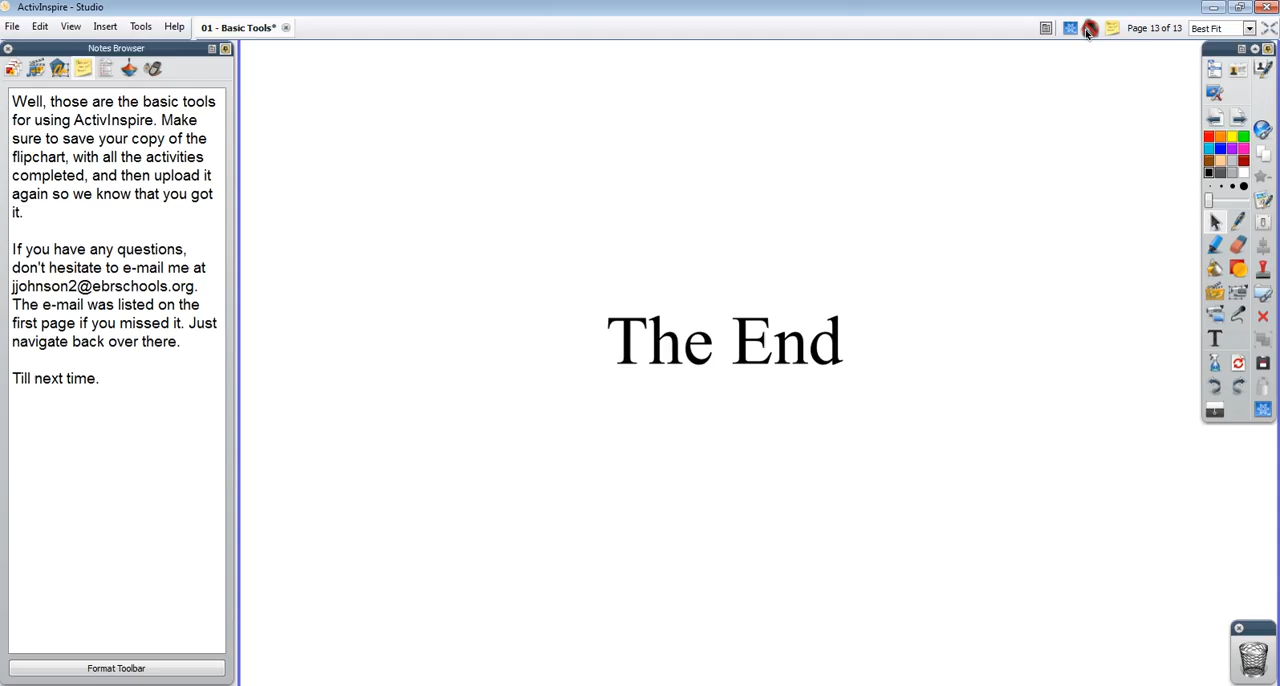 ActivInspire - Studio
File Edit View Insert Tools Help 01 - Basic Tools* Page 13 of 13 Best Fit
Notes Browser
Well, those are the basic tools
for using ActivInspire. Make
sure to save your copy of the
flipchart, with all the activities
completed, and then upload it
again so we know that you got
it.
If you have any questions,
don't hesitate to e-mail me at
jjohnson2@ebrschools.org.
The e-mail was listed on the
first page if you missed it. Just
navigate back over there.
Till next time.
Format Toolbar
The End
T